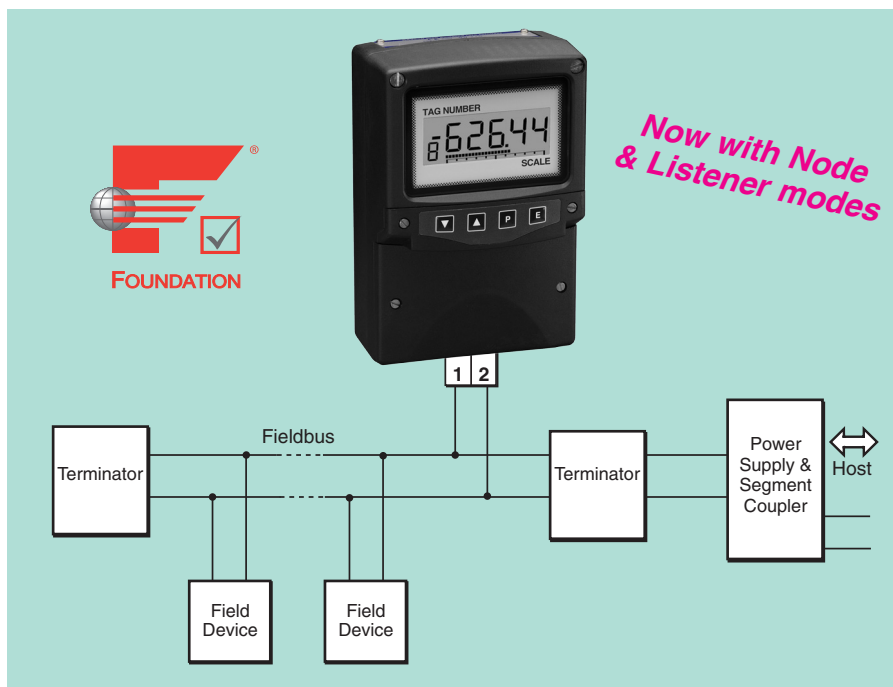 TAG NUMBER
8
-626.44
SCALE
P
E
Now with Node
& Listener modes
®
FOUNDATION
1 2
Fieldbus
Terminator
Terminator
Power
Supply &
Segment
Coupler
Host
Field
Device
Field
Device